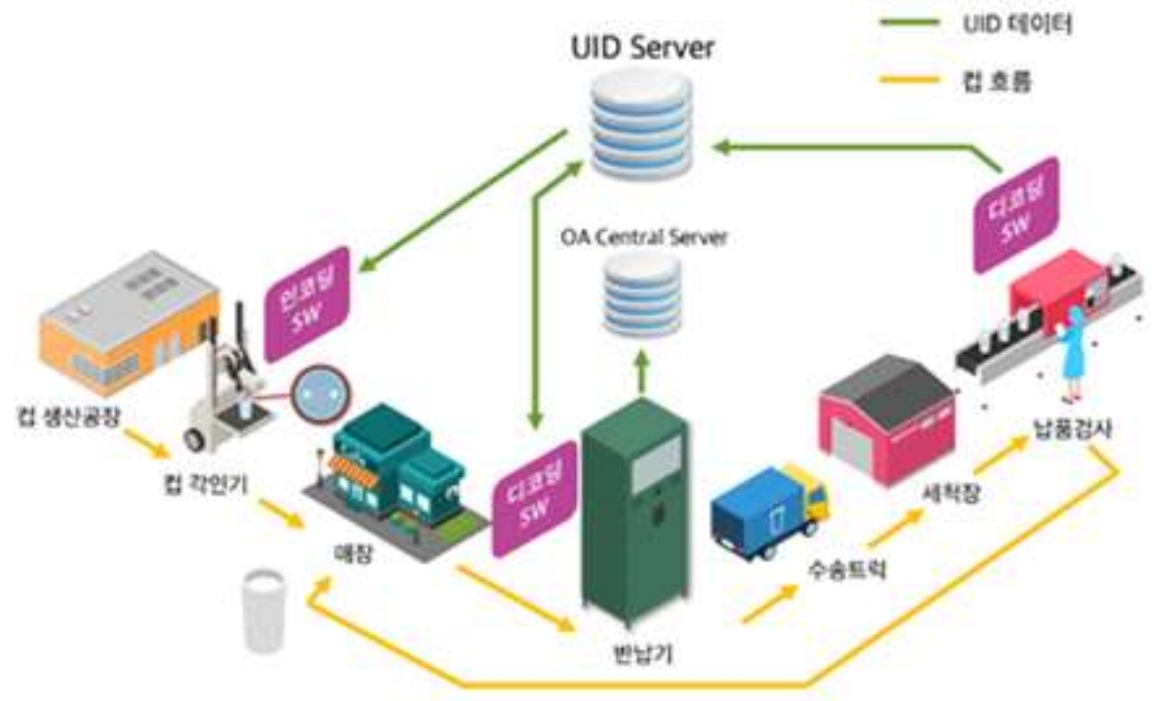 UID 데이터
컵 흐름
UID Server
OA Central Server
디코딩
SW
인코딩
SW
컵 생산공장
컵 각인기
매장
디코딩
SW
반납기
수송트럭
세척장
납품검사